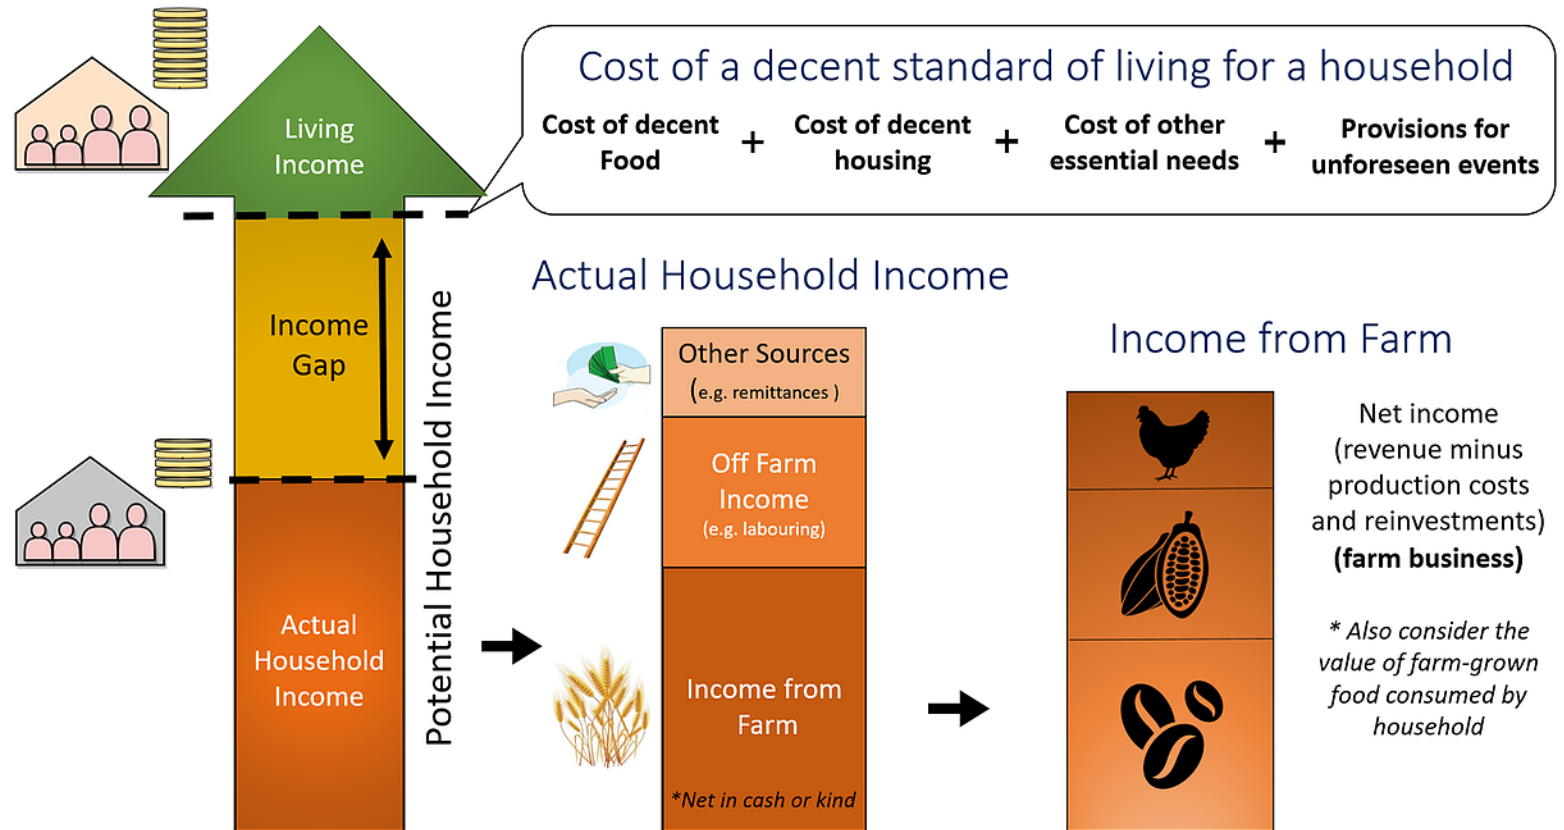 Living
Income
Income
Gap
Actual
Household
Income
Potential Household Income
Cost of a decent standard of living for a household
Cost of decent
Food
+
Cost of decent
housing
+
Cost of other
essential needs
+
Provisions for
unforeseen events
Actual Household Income
Other Sources
(e.g. remittances )
Off Farm
Income
(e.g. labouring)
Income from
Farm
*Net in cash or kind
Income from Farm
Net income
(revenue minus
production costs
and reinvestments)
(farm business)
* Also consider the
value of farm-grown
food consumed by
household